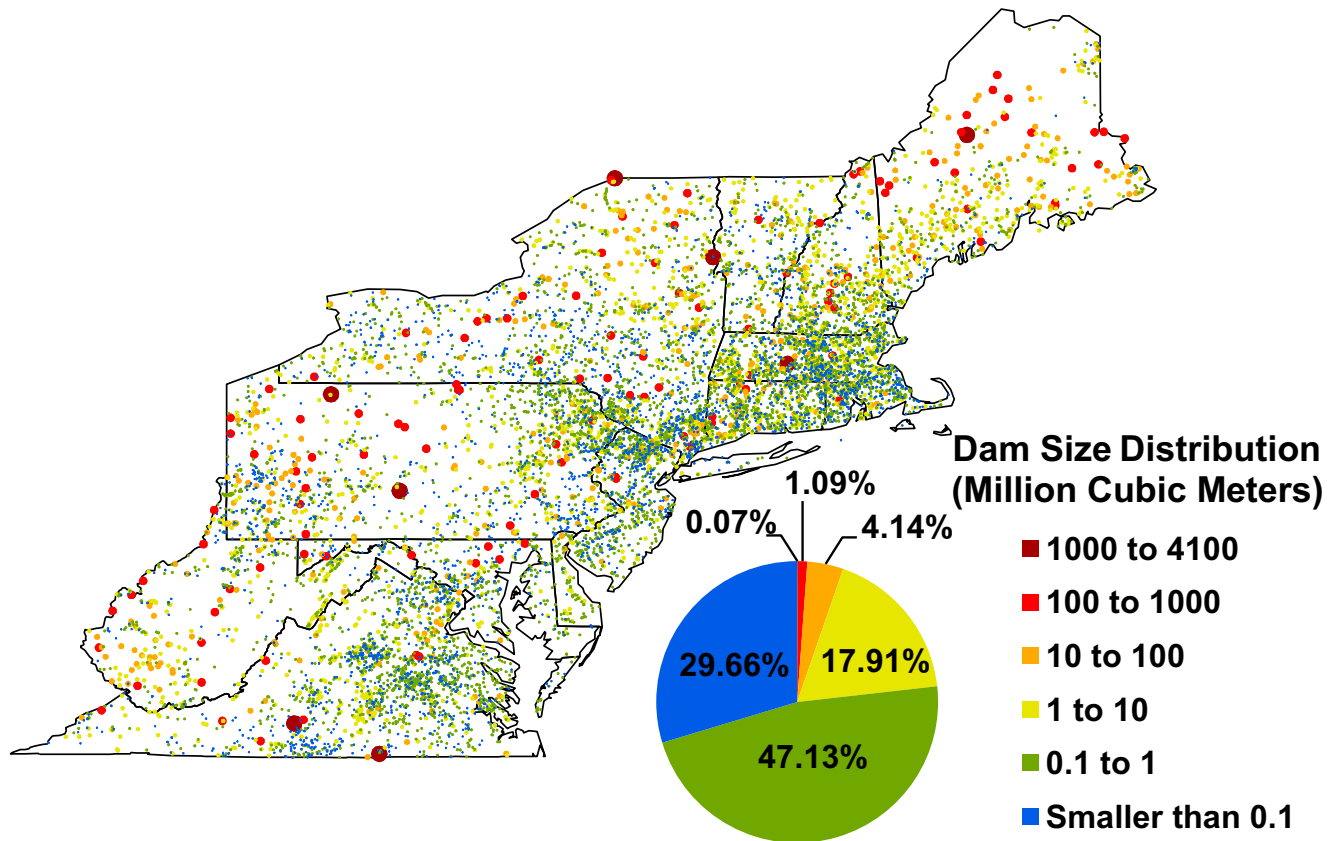 Dam Size Distribution
(Million Cubic Meters)
1.09%
0.07%
4.14%
1000 to 4100
100 to 1000
10 to 100
29.66%
17.91%
1 to 10
47.13%
0.1 to 1
Smaller than 0.1